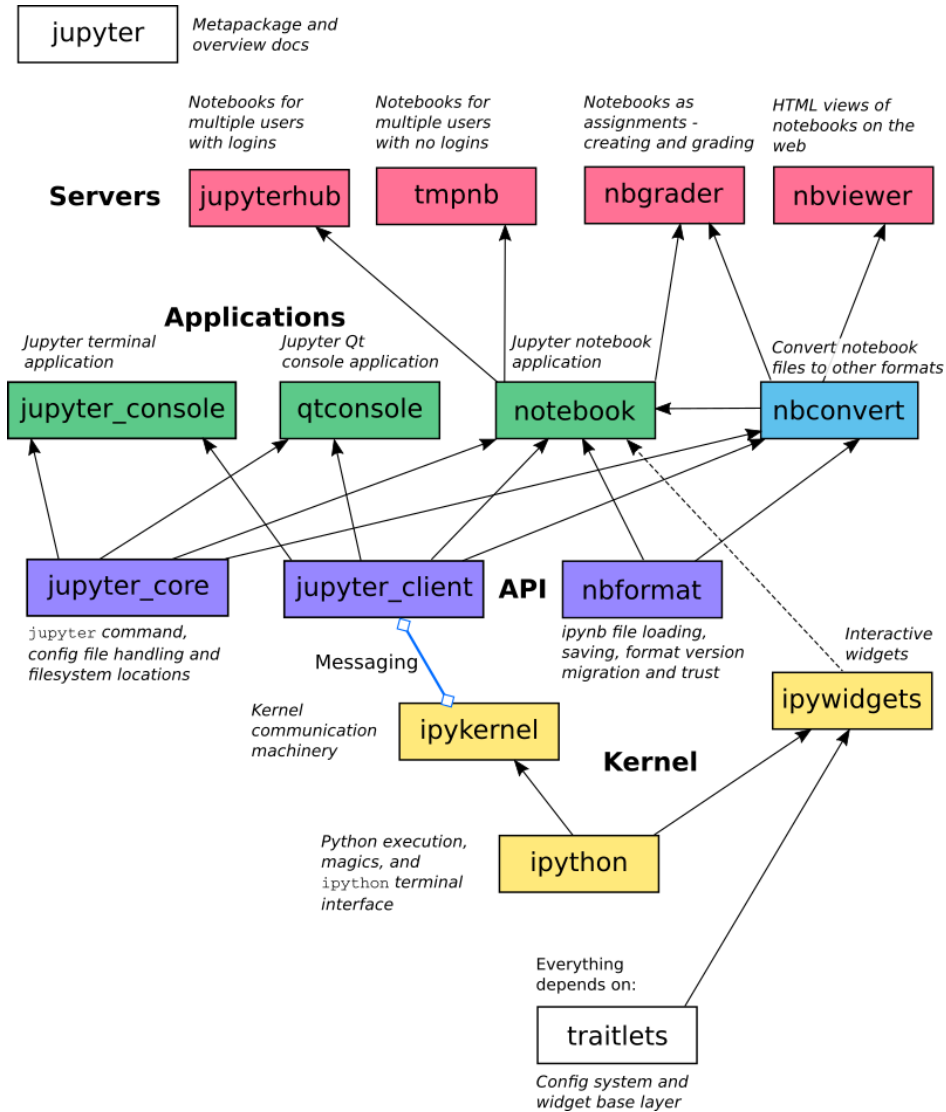 jupyter
Metapackage and
overview docs
Notebooks for
multiple users
with logins
Notebooks for
multiple users
with no logins
Notebooks as
assignments -
creating and grading
HTML views of
notebooks on the
web
Servers
jupyterhub
tmpnb
nbgrader
nbviewer
Applications
Jupyter terminal
application
Jupyter Qt
console application
Jupyter notebook
application
Convert notebook
files to other formats
jupyter_console
qtconsole
notebook
nbconvert
jupyter_core
jupyter_client
API
nbformat
jupyter command,
config file handling and
filesystem locations
Messaging
ipynb file loading,
saving, format version
migration and trust
Interactive
widgets
ipywidgets
Kernel
communication
machinery
ipykernel
Kernel
Python execution,
magics, and
ipython terminal
interface
ipython
Everything
depends on:
traitlets
Config system and
widget base layer